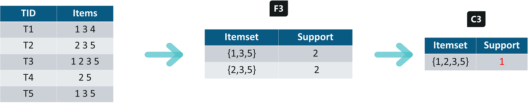 TID Items
T1 1 3 4
T2 2 3 5
T3 1 2 3 5
T4 2 5
T5 1 3 5
F3
Itemset Support
{1,3,5} 2
{2,3,5} 2
C3
Itemset Support
{1,2,3,5} 1